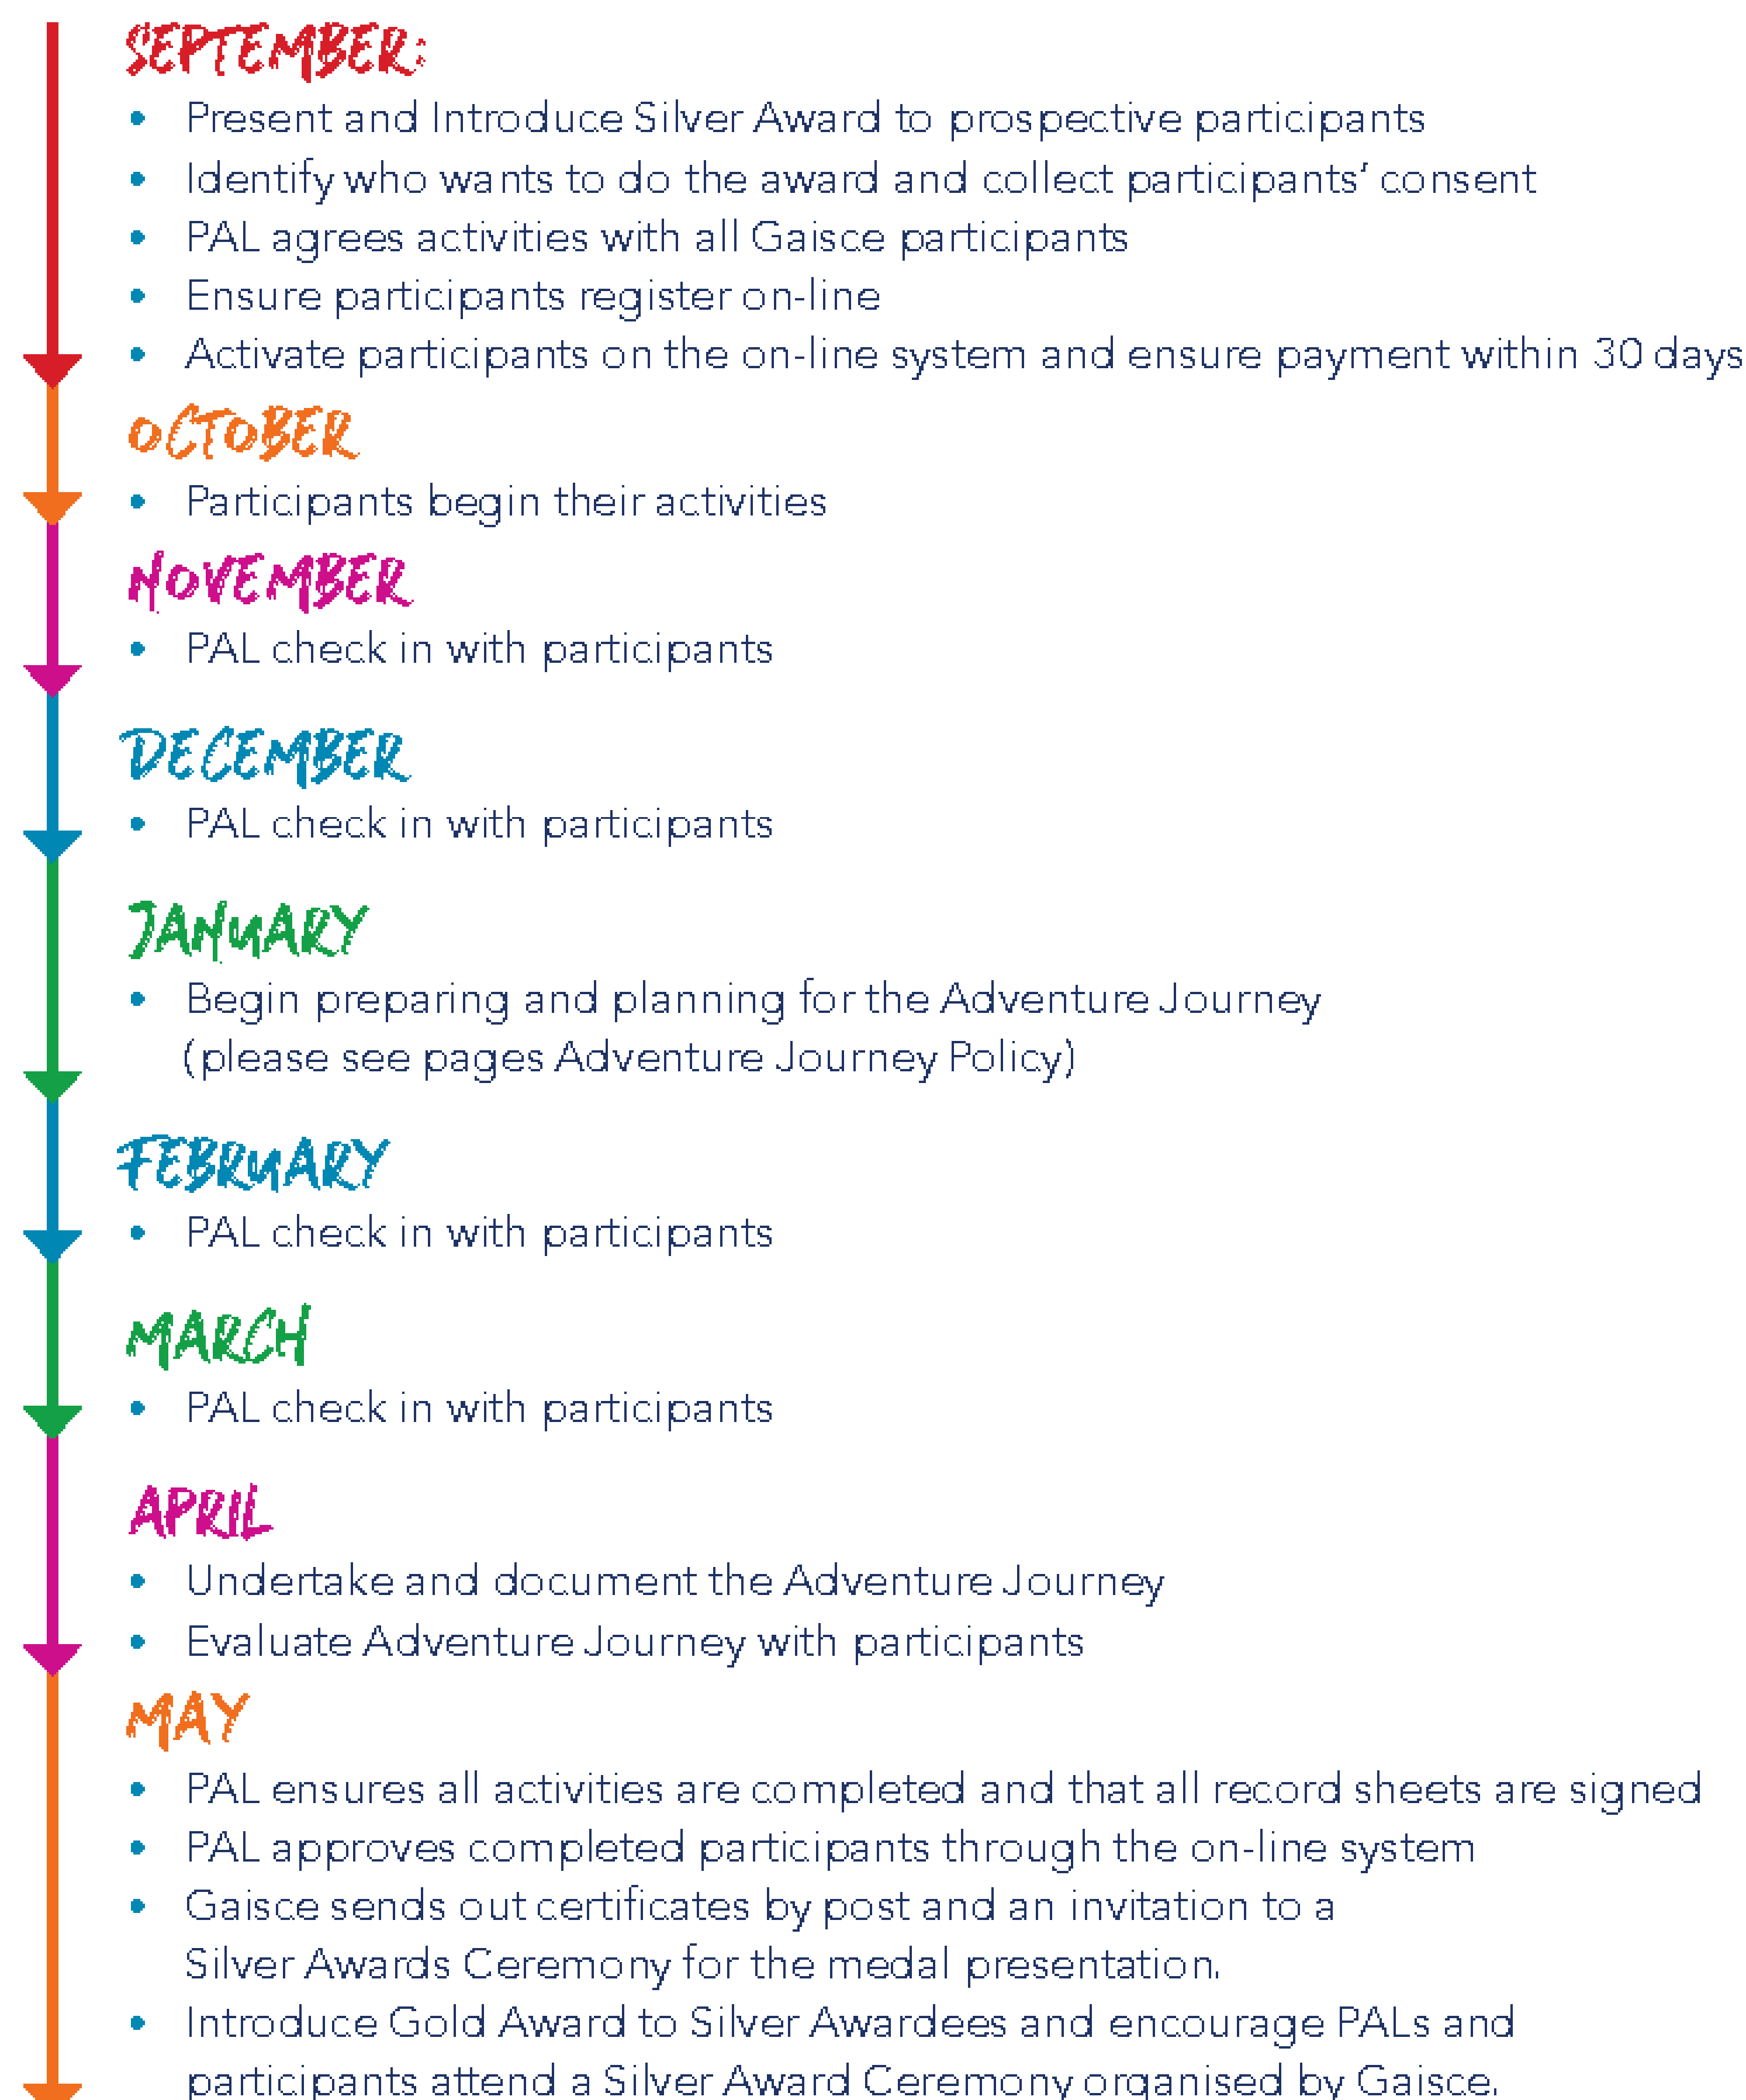 SEPTEMBER:
• Present and Introduce Silver Award to prospective participants
• Identify who wants to do the award and collect participants’ consent
• PAL agrees activities with all Gaisce participants
• Ensure participants register on-line
• Activate participants on the on-line system and ensure payment within 30 days
OCTOBER
• Participants begin their activities
NOVEMBER
• PAL check in with participants
DECEMBER
• PAL check in with participants
JANUARY
• Begin preparing and planning for the Adventure Journey
(please see pages Adventure Journey Policy)
FEBRUARY
• PAL check in with participants
MARCH
• PAL check in with participants
APRIL
• Undertake and document the Adventure Journey
• Evaluate Adventure Journey with participants
MAY
• PAL ensures all activities are completed and that all record sheets are signed
• PAL approves completed participants through the on-line system
• Gaisce sends out certificates by post and an invitation to a
Silver Awards Ceremony for the medal presentation.
• Introduce Gold Award to Silver Awardees and encourage PALs and
participants attend a Silver Award Ceremony organised by Gaisce.